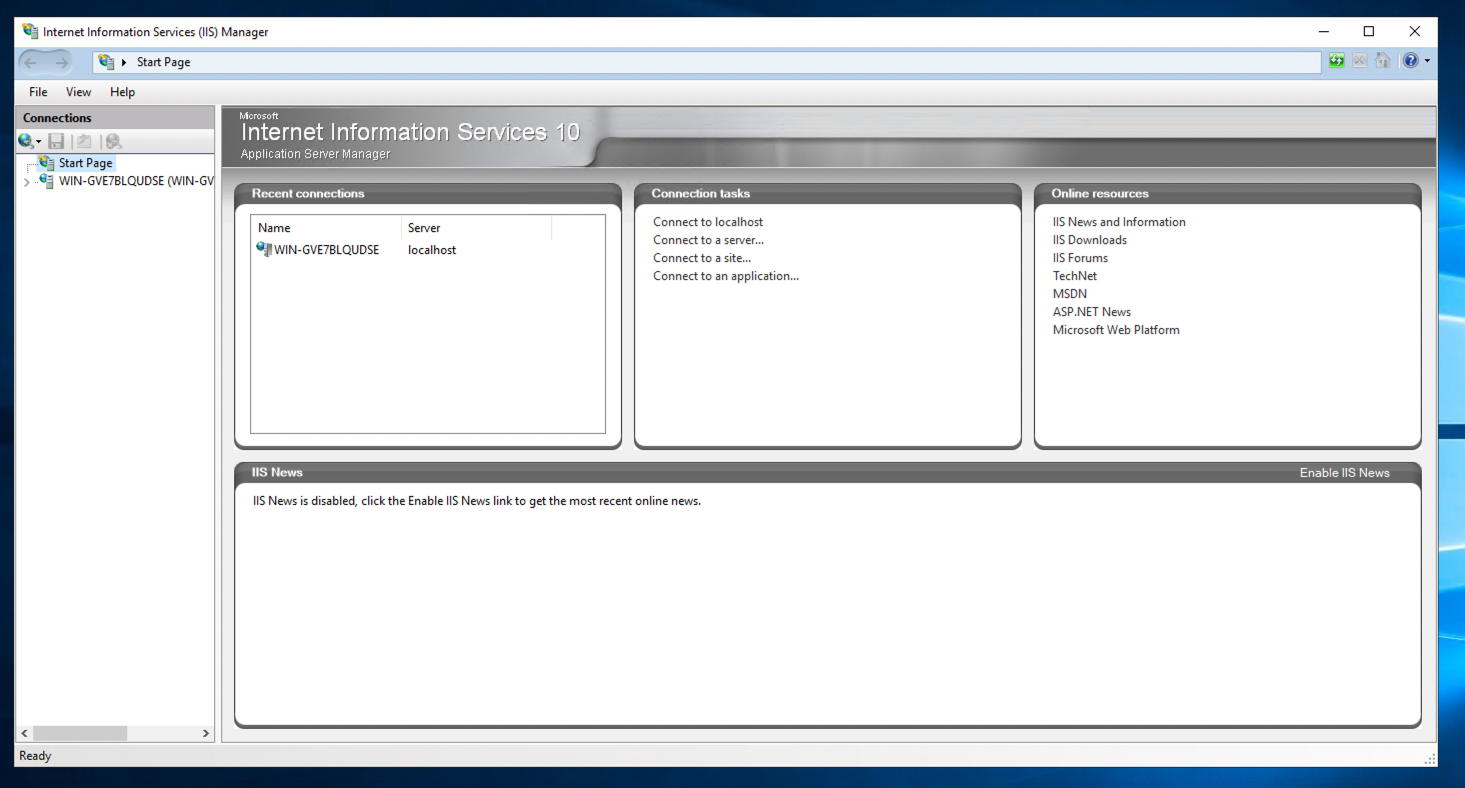 Internet Information Services (IIS) Manager
Start Page
File View Help
Connections
Start Page
WIN-GVE7BLQUDSE (WIN-GV
Microsoft
Internet Information Services 10
Application Server Manager
Recent connections
Name Server
WIN-GVE7BLQUDSE localhost
Connection tasks
Connect to localhost
Connect to a server...
Connect to a site...
Connect to an application...
Online resources
IIS News and Information
IIS Downloads
IIS Forums
TechNet
MSDN
ASP.NET News
Microsoft Web Platform
IIS News Enable IIS News
IIS News is disabled, click the Enable IIS News link to get the most recent online news.
Ready